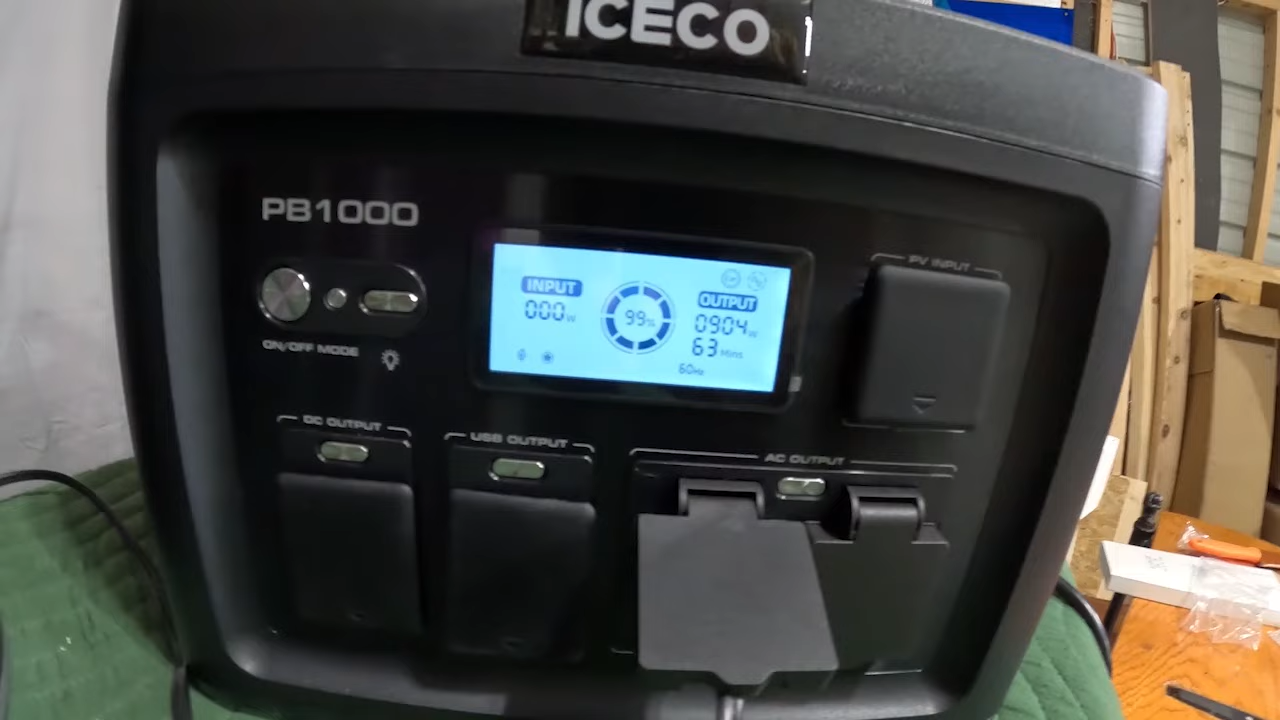 ICECO
PB1000
ON/OFF MODE
INPUT
000W
99%
OUTPUT
0904W
63 Mins
60Hz
PV INPUT
DC OUTPUT
USB OUTPUT
AC OUTPUT